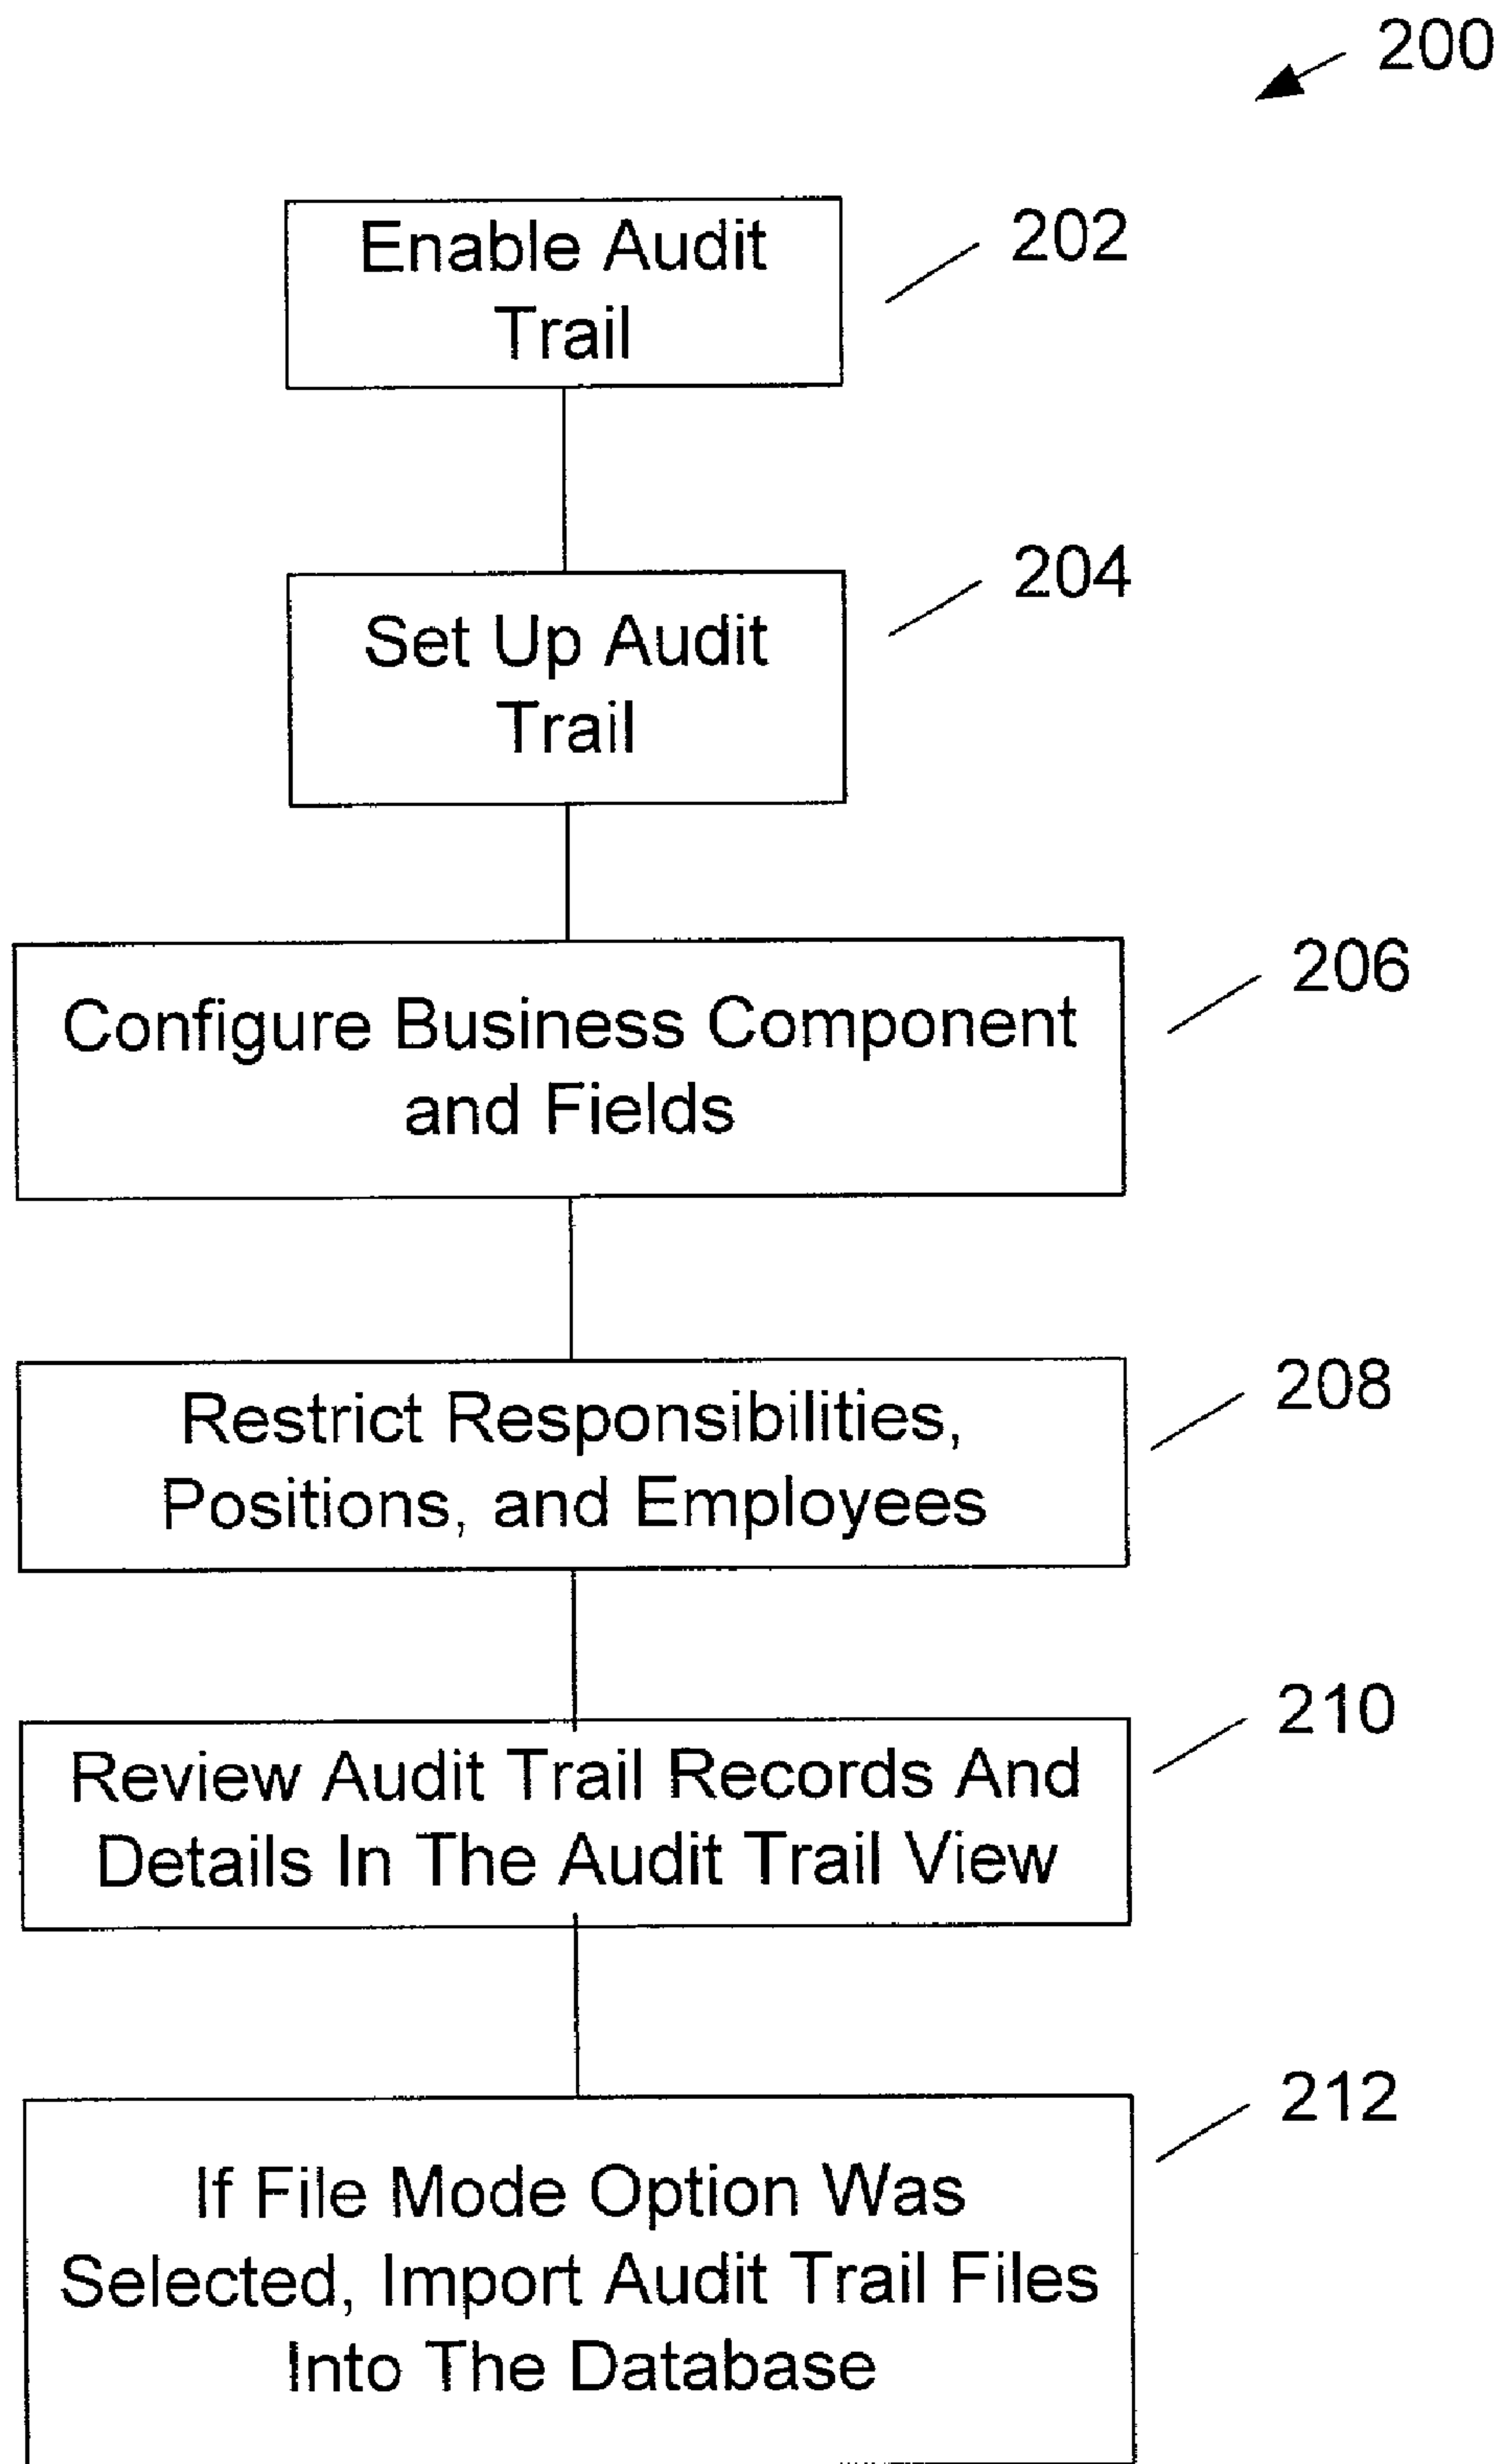 200
Enable Audit
Trail
202
Set Up Audit
Trail
204
Configure Business Component
and Fields
206
Restrict Responsibilities,
Positions, and Employees
208
Review Audit Trail Records And
Details In The Audit Trail View
210
If File Mode Option Was
Selected, Import Audit Trail Files
Into The Database
212